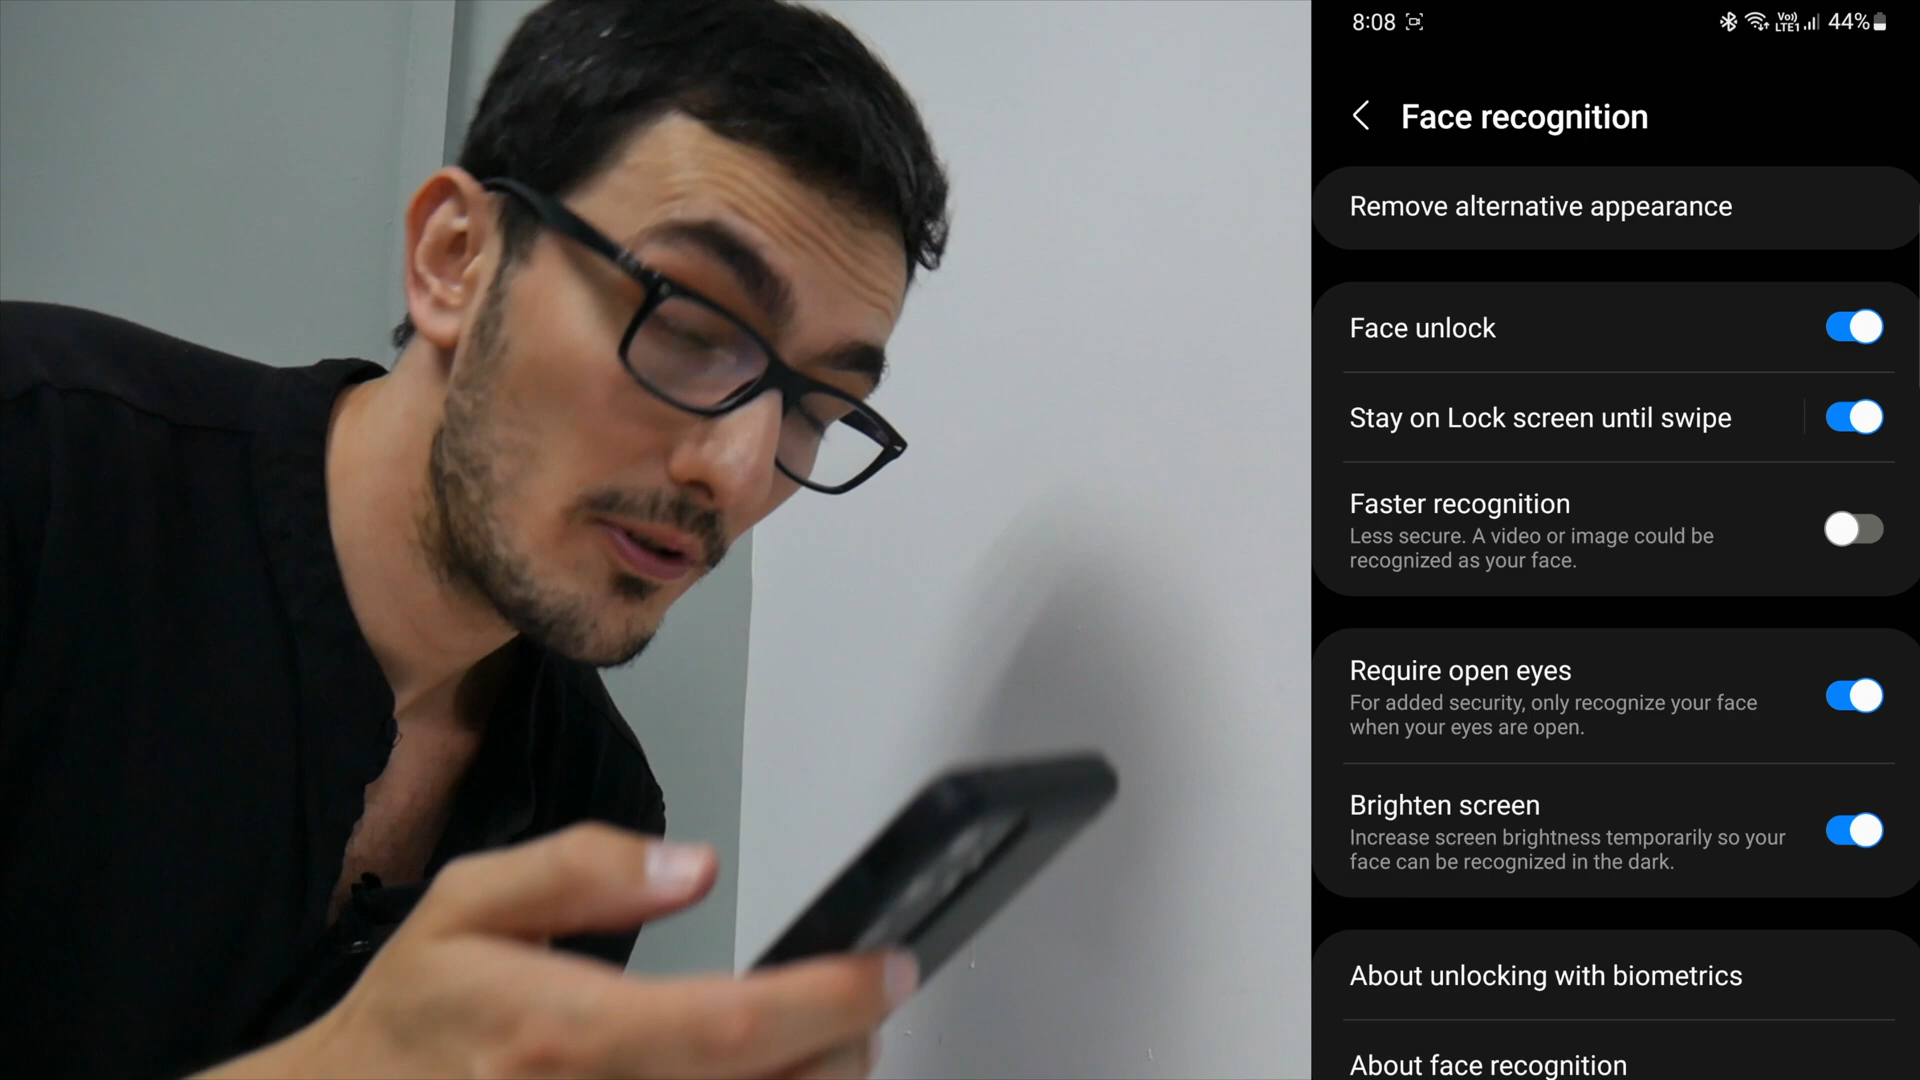 8:08
Vo)) LTE1 44%
Face recognition
Remove alternative appearance
Face unlock
Stay on Lock screen until swipe
Faster recognition
Less secure. A video or image could be
recognized as your face.
Require open eyes
For added security, only recognize your face
when your eyes are open.
Brighten screen
Increase screen brightness temporarily so your
face can be recognized in the dark.
About unlocking with biometrics
About face recognition